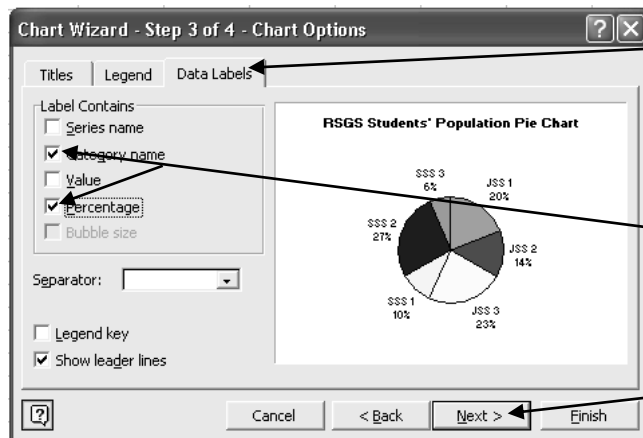 Chart Wizard - Step 3 of 4 - Chart Options
Titles
Legend
Data Labels
Label Contains
Series name
Category name
Value
Percentage
Bubble size
Separator:
Legend key
Show leader lines
RSGS Students' Population Pie Chart
SSS 3
6%
JSS 1
20%
SSS 2
27%
JSS 2
14%
SSS 1
10%
JSS 3
23%
Cancel
< Back
Next >
Finish